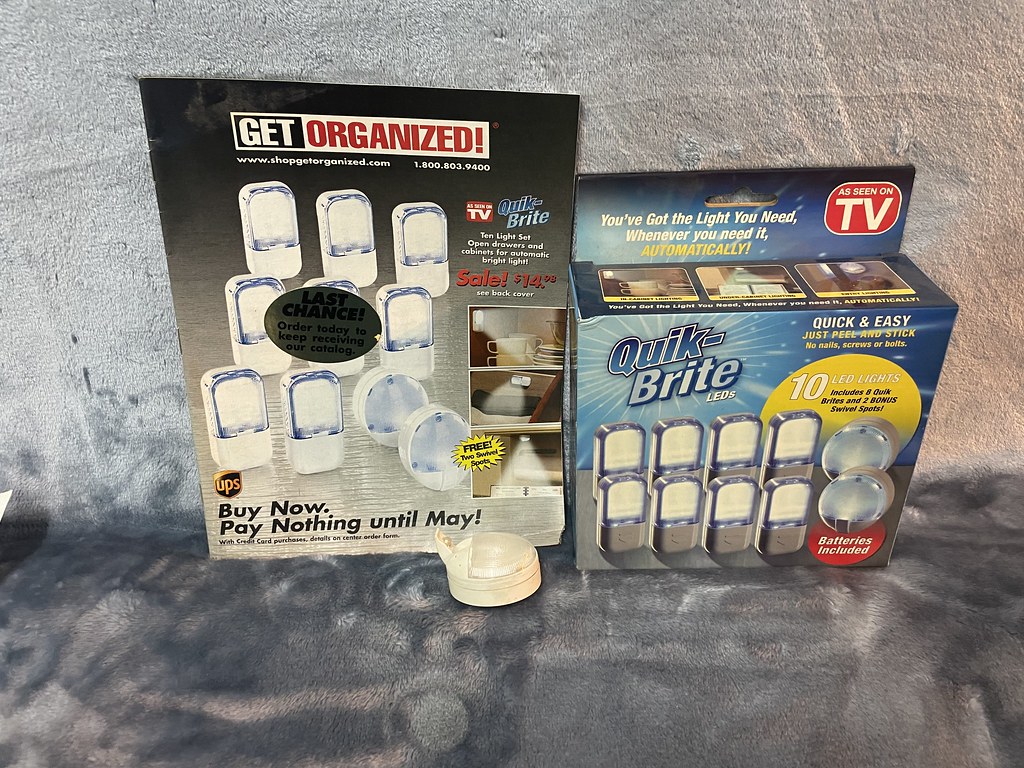 GET ORGANIZED!®
www.shopgetorganized.com 1.800.803.9400
AS SEEN ON
TV
Quik-
Brite
Ten Light Set
Open drawers and
cabinets for automatic
bright light!
Sale! $14.98
see back cover
LAST
CHANCE!
Order today to
keep receiving
our catalog.
FREE!
Two Swivel
Spots
ups
Buy Now.
Pay Nothing until May!
With Credit Card purchases, details on center order form.
You've Got the Light You Need,
Whenever you need it,
AUTOMATICALLY!
AS SEEN ON
TV
IN-CABINET LIGHTING
UNDER-CABINET LIGHTING
SWIVEL LIGHTING
You've Got the Light You Need, Whenever you need it, AUTOMATICALLY!
Quik-
Brite™
LEDs
QUICK & EASY
JUST PEEL AND STICK
No nails, screws or bolts.
10 LED LIGHTS
Includes 8 Quik
Brites and 2 BONUS
Swivel Spots!
Batteries
Included